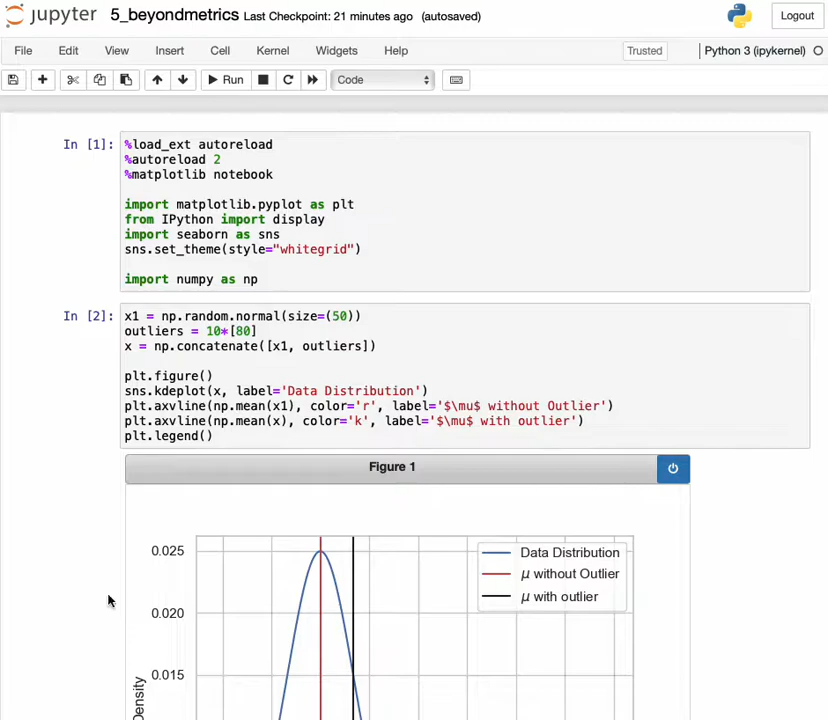 jupyter 5_beyondmetrics Last Checkpoint: 21 minutes ago (autosaved) Logout
File Edit View Insert Cell Kernel Widgets Help Trusted Python 3 (ipykernel)
Run Code
In [1]: %load_ext autoreload
%autoreload 2
%matplotlib notebook
import matplotlib.pyplot as plt
from IPython import display
import seaborn as sns
sns.set_theme(style="whitegrid")
import numpy as np
In [2]: x1 = np.random.normal(size=(50))
outliers = 10*[80]
x = np.concatenate([x1, outliers])
plt.figure()
sns.kdeplot(x, label='Data Distribution')
plt.axvline(np.mean(x1), color='r', label='$\mu$ without Outlier')
plt.axvline(np.mean(x), color='k', label='$\mu$ with outlier')
plt.legend()
Figure 1
0.025
0.020
0.015
Density
Data Distribution
μ without Outlier
μ with outlier